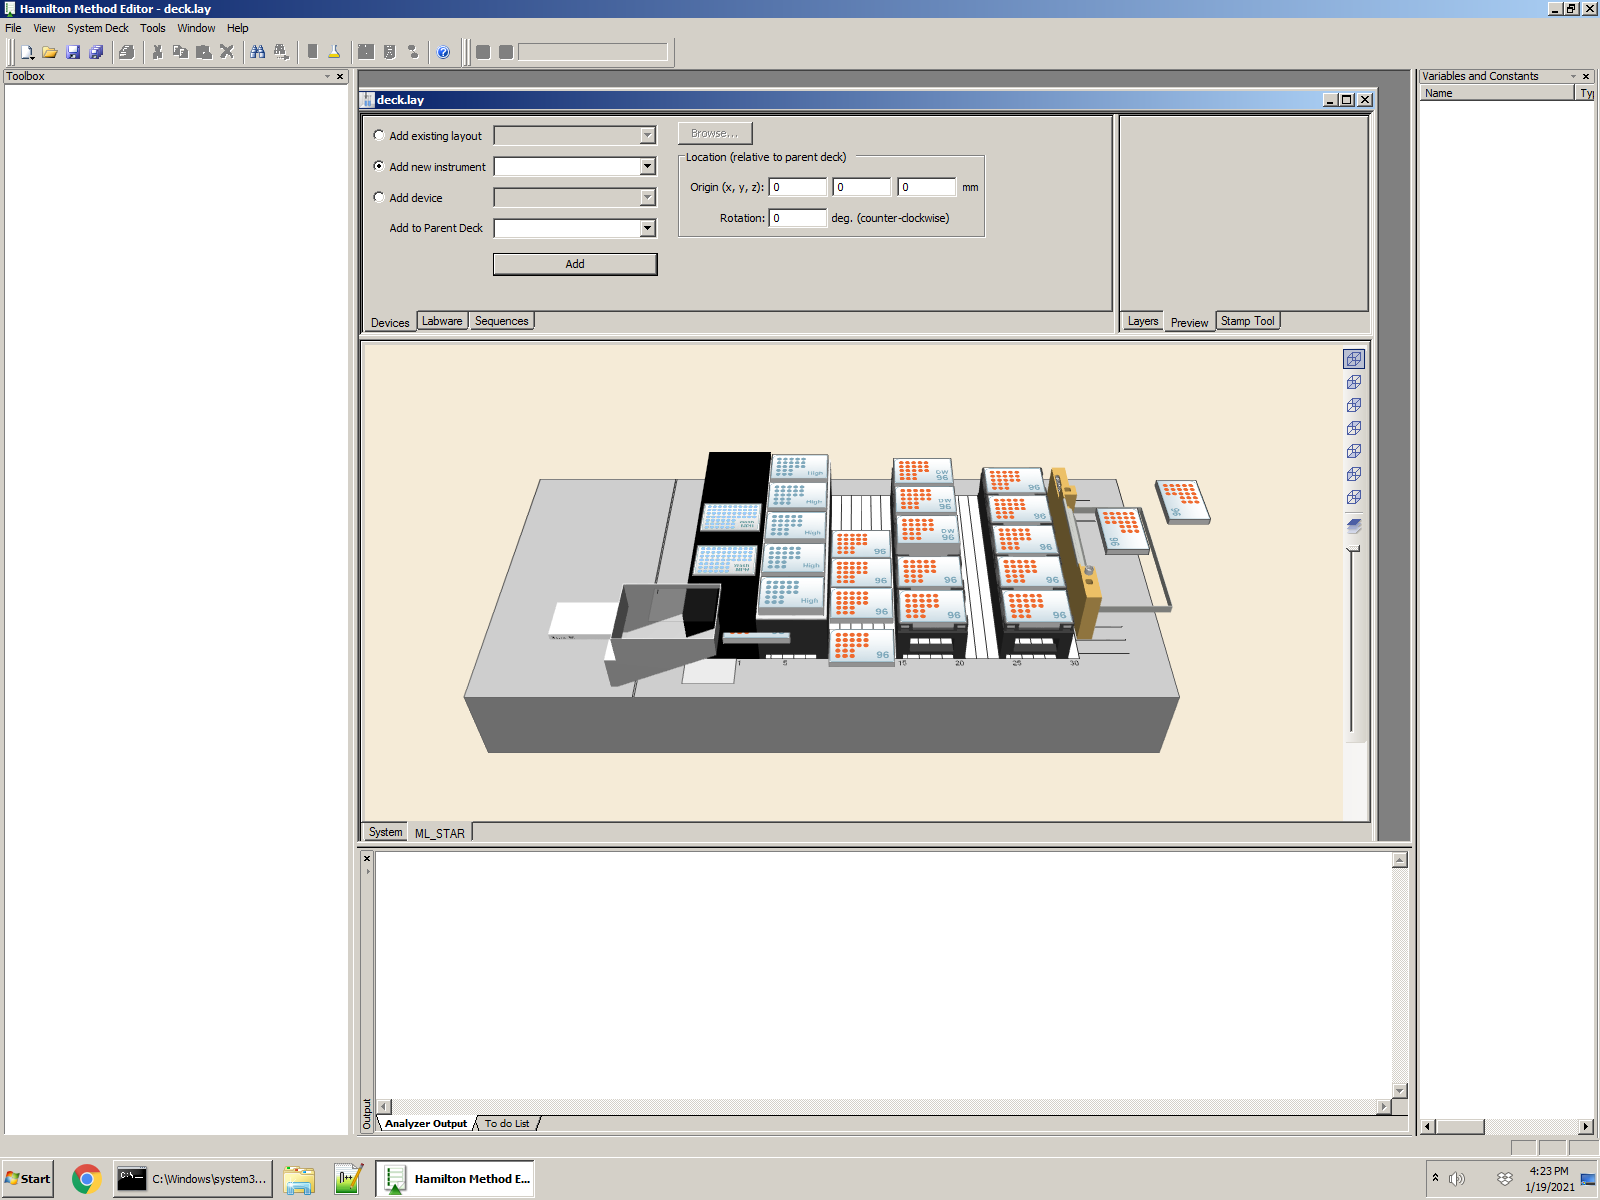 Hamilton Method Editor - deck.lay
File View System Deck Tools Window Help
Toolbox
Variables and Constants
Name
deck.lay
Add existing layout
Browse...
Add new instrument
Add device
Add to Parent Deck
Add
Location (relative to parent deck)
Origin (x, y, z): 0 0 0 mm
Rotation: 0 deg. (counter-clockwise)
Devices Labware Sequences
Layers Preview Stamp Tool
High
High
High
High
High
DW 96
DW 96
DW 96
96
96
96
96
96
96
96
96
96
96
96
96
96
1 5 15 20 25 30
System ML_STAR
Output
Analyzer Output To do List
Start
C:\Windows\system3...
Hamilton Method E...
4:23 PM
1/19/2021